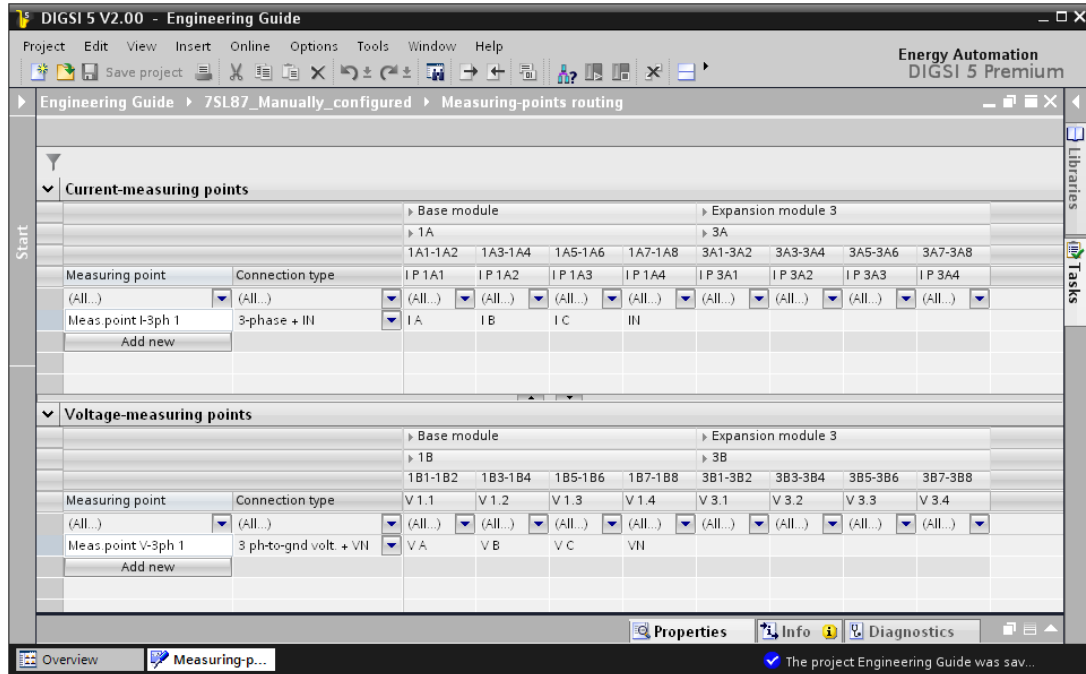 DIGSI 5 V2.00 - Engineering Guide
Project Edit View Insert Online Options Tools Window Help
Save project
Energy Automation
DIGSI 5 Premium
Engineering Guide 7SL87_Manually_configured Measuring-points routing
Start
Libraries
Tasks
Current-measuring points
Base module Expansion module 3
1A 3A
1A1-1A2 1A3-1A4 1A5-1A6 1A7-1A8 3A1-3A2 3A3-3A4 3A5-3A6 3A7-3A8
Measuring point Connection type I P 1A1 I P 1A2 I P 1A3 I P 1A4 I P 3A1 I P 3A2 I P 3A3 I P 3A4
(All...) (All...) (All...) (All...) (All...) (All...) (All...) (All...) (All...) (All...)
Meas.point I-3ph 1 3-phase + IN I A I B I C IN
Add new
Voltage-measuring points
Base module Expansion module 3
1B 3B
1B1-1B2 1B3-1B4 1B5-1B6 1B7-1B8 3B1-3B2 3B3-3B4 3B5-3B6 3B7-3B8
Measuring point Connection type V 1.1 V 1.2 V 1.3 V 1.4 V 3.1 V 3.2 V 3.3 V 3.4
(All...) (All...) (All...) (All...) (All...) (All...) (All...) (All...) (All...) (All...)
Meas.point V-3ph 1 3 ph-to-gnd volt. + VN V A V B V C VN
Add new
Properties Info Diagnostics
Overview Measuring-p... The project Engineering Guide was sav...